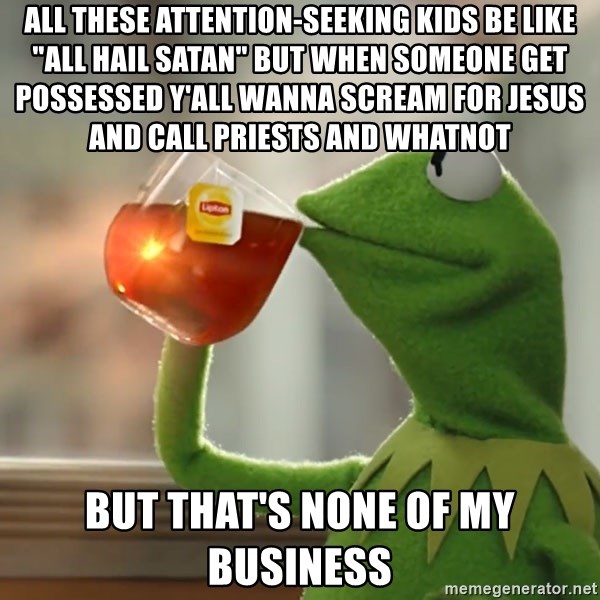 ALL THESE ATTENTION-SEEKING KIDS BE LIKE
"ALL HAIL SATAN" BUT WHEN SOMEONE GET
POSSESSED Y'ALL WANNA SCREAM FOR JESUS
AND CALL PRIESTS AND WHATNOT
Lipton
BUT THAT'S NONE OF MY
BUSINESS
memegenerator.net